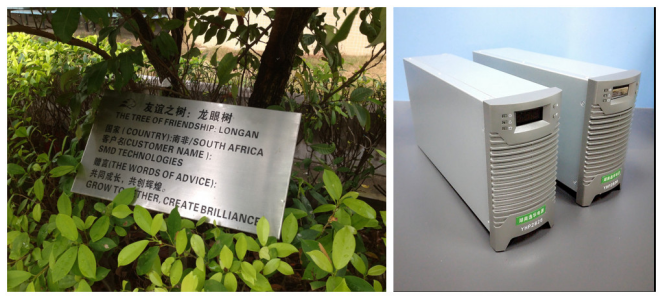 友谊之树：龙眼树
THE TREE OF FRIENDSHIP: LONGAN
国家(COUNTRY):南非/SOUTH AFRICA
客户名(CUSTOMER NAME):
SMD TECHNOLOGIES
赠言(THE WORDS OF ADVICE):
共同成长，共创辉煌。
GROW TOGETHER, CREATE BRILLIANCE